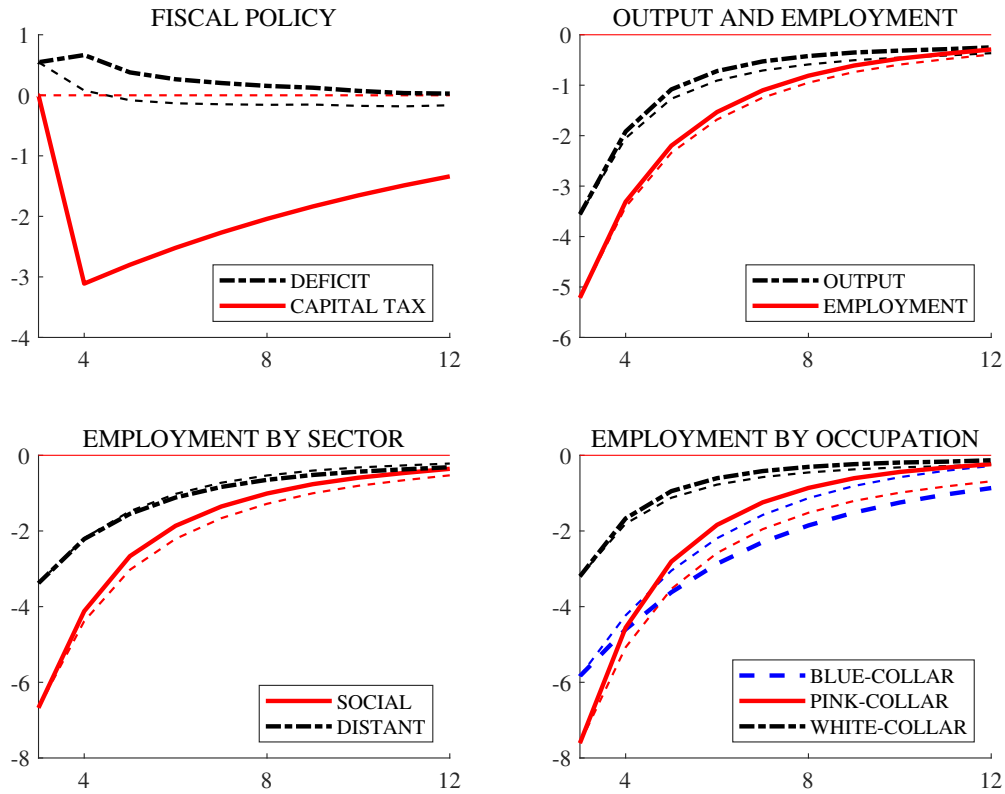 FISCAL POLICY
1
0
-1
-2
-3
-4
4
8
12
DEFICIT
CAPITAL TAX
OUTPUT AND EMPLOYMENT
0
-1
-2
-3
-4
-5
-6
4
8
12
OUTPUT
EMPLOYMENT
EMPLOYMENT BY SECTOR
0
-2
-4
-6
-8
4
8
12
SOCIAL
DISTANT
EMPLOYMENT BY OCCUPATION
0
-2
-4
-6
-8
4
8
12
BLUE-COLLAR
PINK-COLLAR
WHITE-COLLAR